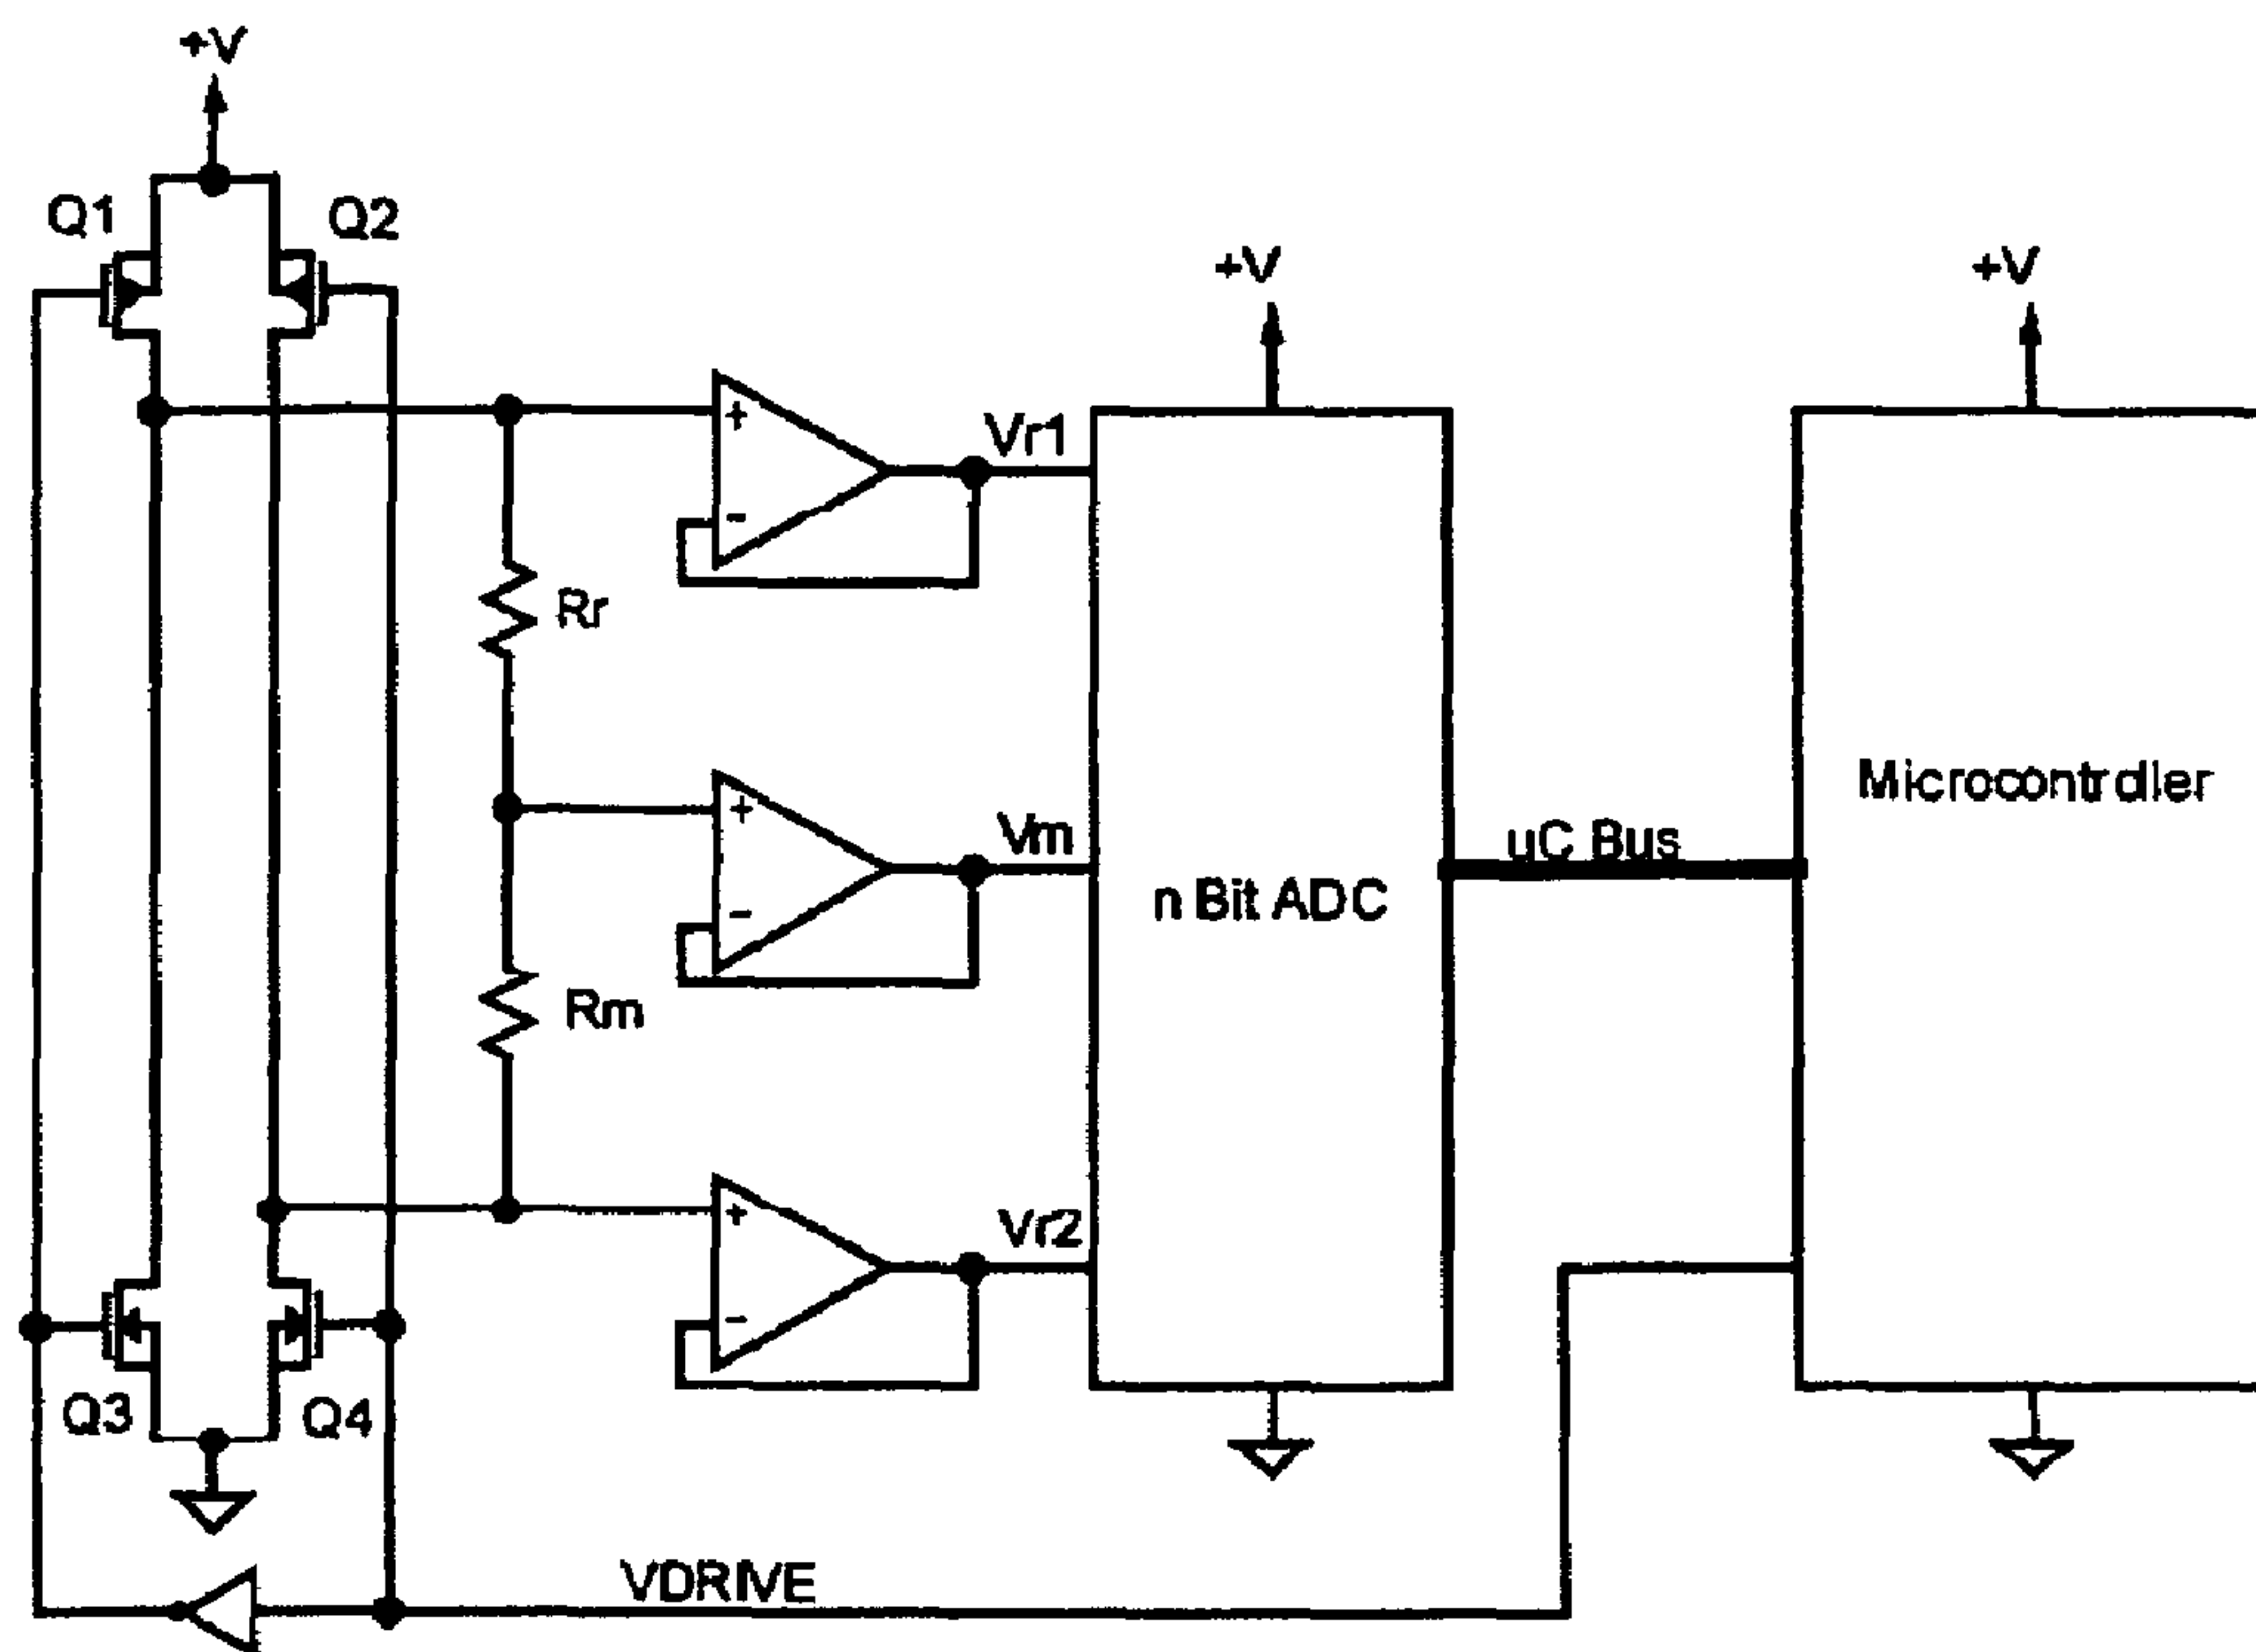 +V
Q1
Q2
+V
+V
+
-
Vr1
Rr
+
-
Vm
Microcontroller
uC Bus
n Bit ADC
Rm
+
-
Vr2
Q3
Q4
VDRIVE